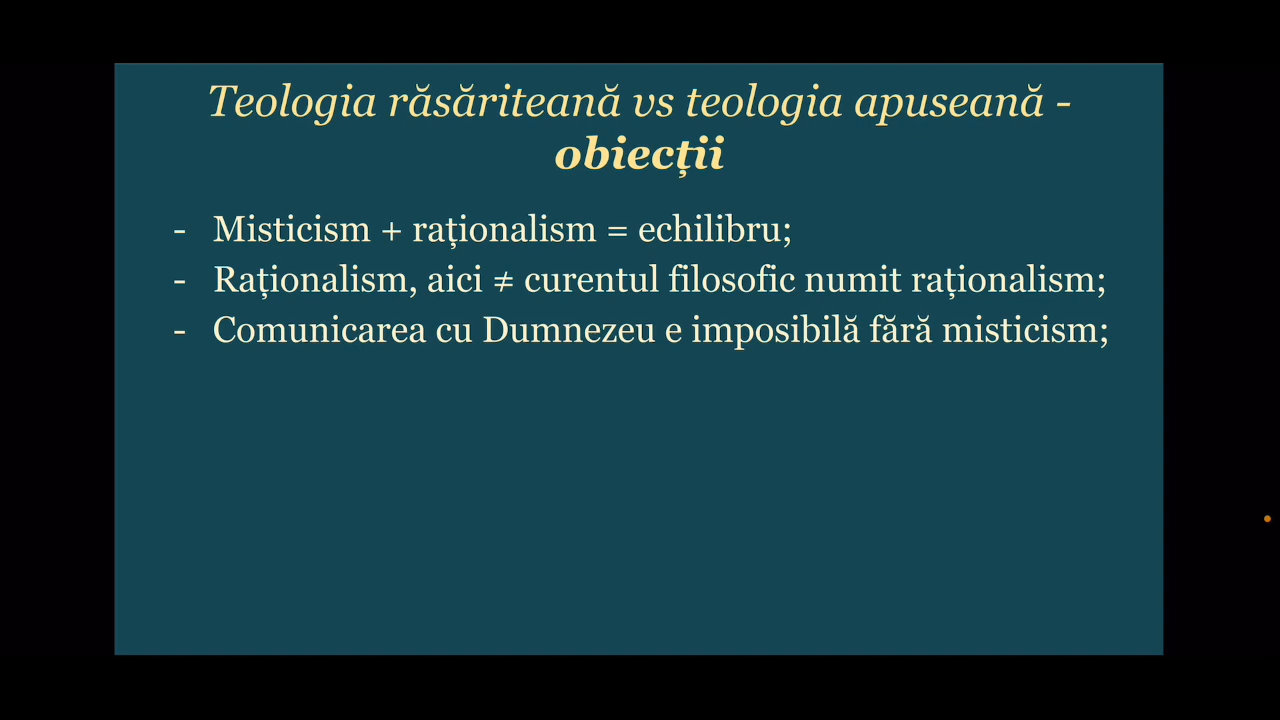 Teologia răsăriteană vs teologia apuseană -
obiecții
- Misticism + raționalism = echilibru;
- Raționalism, aici ≠ curentul filosofic numit raționalism;
- Comunicarea cu Dumnezeu e imposibilă fără misticism;